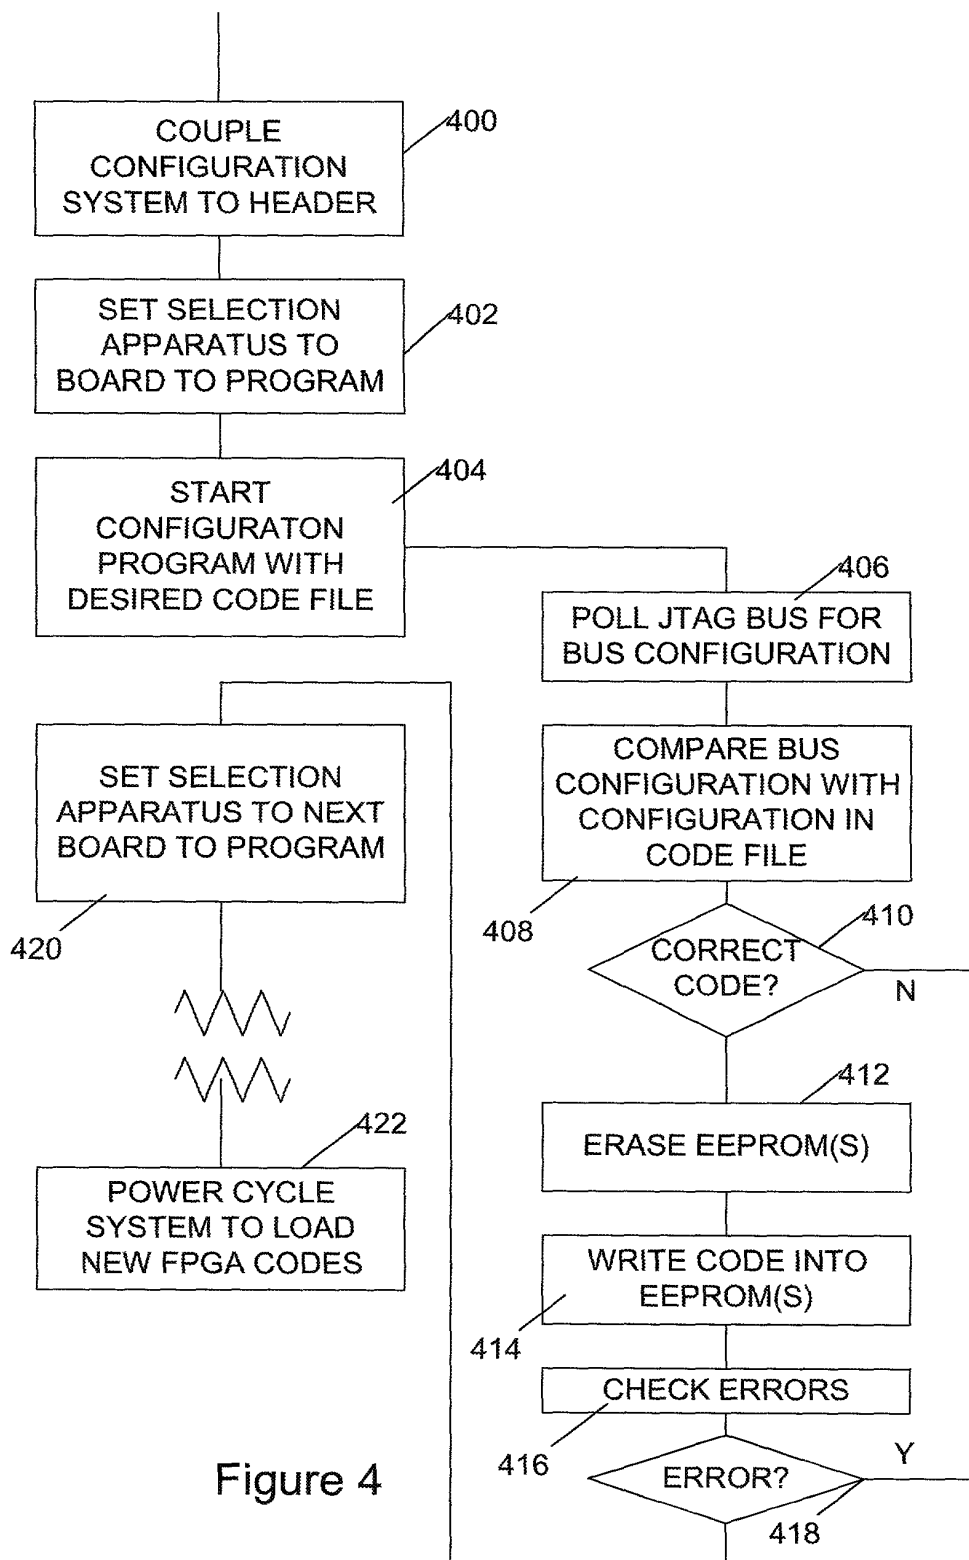 COUPLE
CONFIGURATION
SYSTEM TO HEADER
400
SET SELECTION
APPARATUS TO
BOARD TO PROGRAM
402
START
CONFIGURATON
PROGRAM WITH
DESIRED CODE FILE
404
POLL JTAG BUS FOR
BUS CONFIGURATION
406
COMPARE BUS
CONFIGURATION WITH
CONFIGURATION IN
CODE FILE
408
CORRECT
CODE?
410
N
ERASE EEPROM(S)
412
WRITE CODE INTO
EEPROM(S)
414
CHECK ERRORS
416
ERROR?
418
Y
SET SELECTION
APPARATUS TO NEXT
BOARD TO PROGRAM
420
POWER CYCLE
SYSTEM TO LOAD
NEW FPGA CODES
422
Figure 4